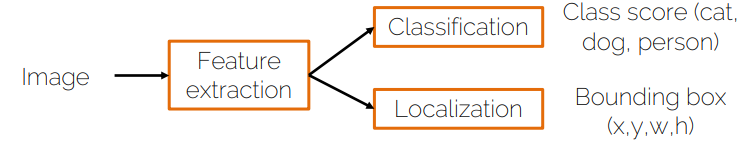 Image
Feature
extraction
Classification
Class score (cat,
dog, person)
Localization
Bounding box
(x,y,w,h)